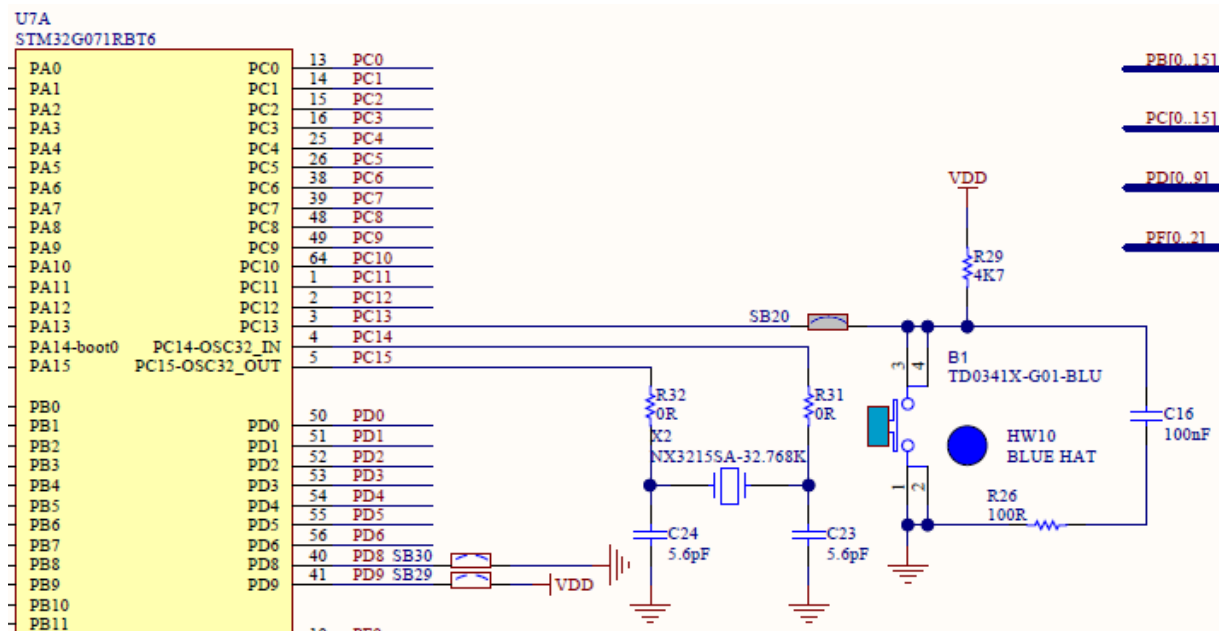 U7A
STM32G071RBT6
PA0 PC0 13 PC0
PA1 PC1 14 PC1
PA2 PC2 15 PC2
PA3 PC3 16 PC3
PA4 PC4 25 PC4
PA5 PC5 26 PC5
PA6 PC6 38 PC6
PA7 PC7 39 PC7
PA8 PC8 48 PC8
PA9 PC9 49 PC9
PA10 PC10 64 PC10
PA11 PC11 1 PC11
PA12 PC12 2 PC12
PA13 PC13 3 PC13
PA14-boot0 PC14-OSC32_IN 4 PC14
PA15 PC15-OSC32_OUT 5 PC15
PB0
PB1 PD0 50 PD0
PB2 PD1 51 PD1
PB3 PD2 52 PD2
PB4 PD3 53 PD3
PB5 PD4 54 PD4
PB6 PD5 55 PD5
PB7 PD6 56 PD6
PB8 PD8 40 PD8 SB30
PB9 PD9 41 PD9 SB29
VDD
PB10
PB11
PB[0..15]
PC[0..15]
PD[0..9]
PF[0..2]
VDD
R29
4K7
SB20
B1
TD0341X-G01-BLU
3 4
1 2
HW10
BLUE HAT
C16
100nF
R26
100R
R32
0R
R31
0R
X2
NX3215SA-32.768K
C24
5.6pF
C23
5.6pF